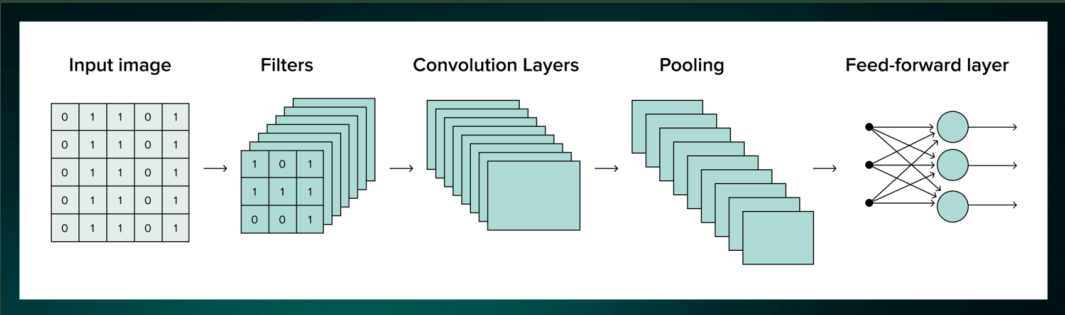 Input image
Filters
Convolution Layers
Pooling
Feed-forward layer
0 1 1 0 1
0 1 1 0 1
0 1 1 0 1
0 1 1 0 1
0 1 1 0 1
1 0 1
1 1 1
0 0 1